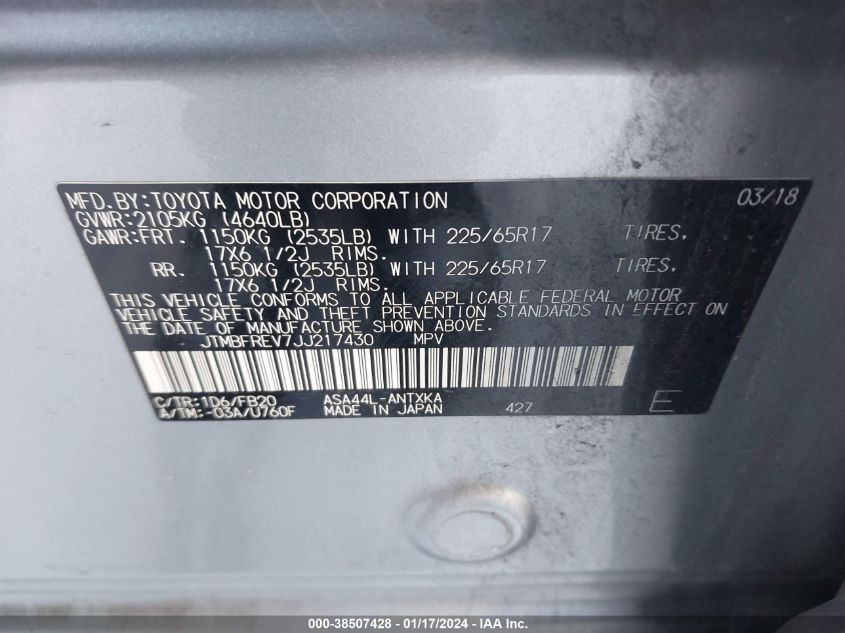 MFD.BY:TOYOTA MOTOR CORPORATION 03/18
GVWR:2105KG (4640LB)
GAWR:FRT. 1150KG (2535LB) WITH 225/65R17 TIRES.
17X6 1/2J RIMS.
RR. 1150KG (2535LB) WITH 225/65R17 TIRES.
17X6 1/2J RIMS.
THIS VEHICLE CONFORMS TO ALL APPLICABLE FEDERAL MOTOR
VEHICLE SAFETY AND THEFT PREVENTION STANDARDS IN EFFECT ON
THE DATE OF MANUFACTURE SHOWN ABOVE.
JTMBFREV7JJ217430 MPV
C/TR:1D6/FB20 ASA44L-ANTXKA
A/TM:-03A/U760F MADE IN JAPAN 427 E
000-38507428 - 01/17/2024 - IAA Inc.